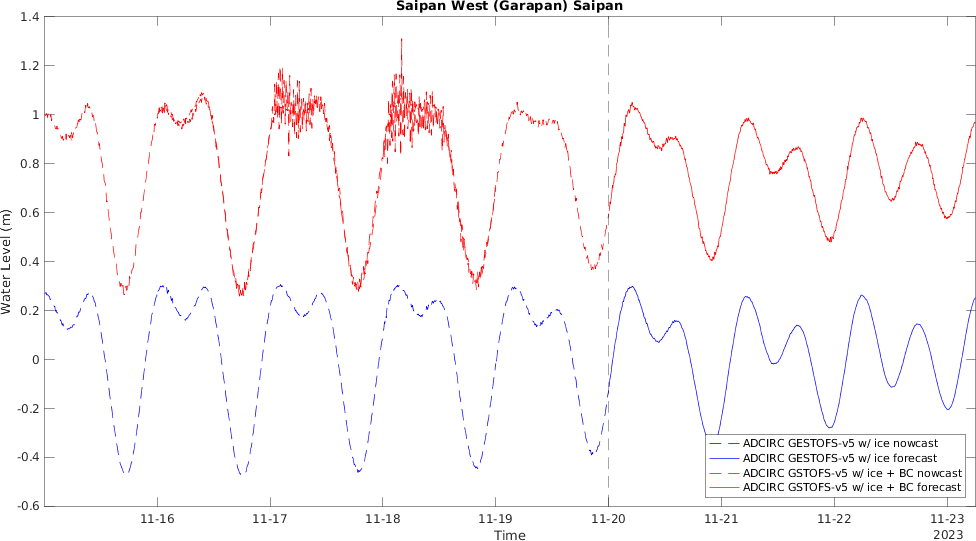 Saipan West (Garapan) Saipan
1.4
1.2
1
0.8
0.6
0.4
0.2
0
-0.2
-0.4
-0.6
Water Level (m)
11-16 11-17 11-18 11-19 11-20 11-21 11-22 11-23
2023
Time
ADCIRC GESTOFS-v5 w/ ice nowcast
ADCIRC GESTOFS-v5 w/ ice forecast
ADCIRC GSTOFS-v5 w/ ice + BC nowcast
ADCIRC GSTOFS-v5 w/ ice + BC forecast